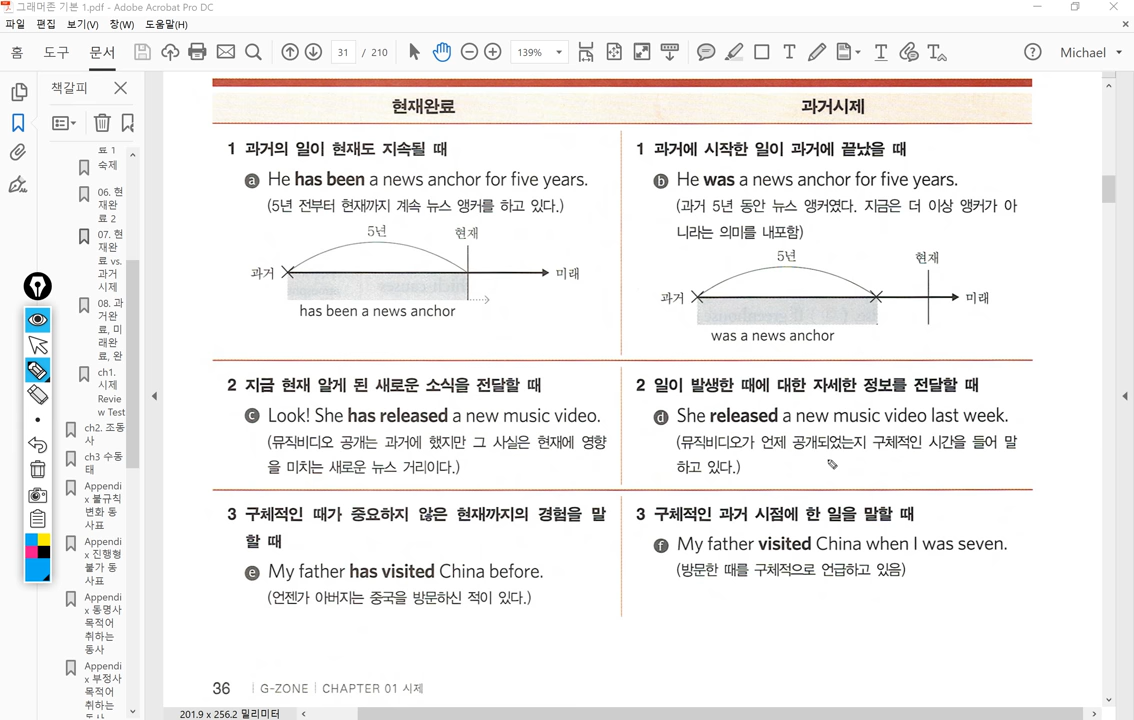 그래머존 기본 1.pdf - Adobe Acrobat Pro DC
파일 편집 보기(V) 창(W) 도움말(H)
홈 도구 문서 31 / 210 139% Michael
책갈피
료 1
숙제
06. 현
재완
료 2
07. 현
재완
료 vs.
과거
시제
08. 과
거완
료, 미
래완
료, 완
ch1.
시제
Revie
w Test
ch2. 조동
사
ch3 수동
태
Appendi
x 불규칙
변화 동
사표
Appendi
x 진행형
불가 동
사표
Appendi
x 동명사
목적어
취하는
동사
Appendi
x 부정사
목적어
취하는
동사
현재완료
1 과거의 일이 현재도 지속될 때
a He has been a news anchor for five years.
(5년 전부터 현재까지 계속 뉴스 앵커를 하고 있다.)
5년 현재
과거 미래
has been a news anchor
2 지금 현재 알게 된 새로운 소식을 전달할 때
c Look! She has released a new music video.
(뮤직비디오 공개는 과거에 했지만 그 사실은 현재에 영향
을 미치는 새로운 뉴스 거리이다.)
3 구체적인 때가 중요하지 않은 현재까지의 경험을 말
할 때
e My father has visited China before.
(언젠가 아버지는 중국을 방문하신 적이 있다.)
과거시제
1 과거에 시작한 일이 과거에 끝났을 때
b He was a news anchor for five years.
(과거 5년 동안 뉴스 앵커였다. 지금은 더 이상 앵커가 아
니라는 의미를 내포함)
5년 현재
과거 미래
was a news anchor
2 일이 발생한 때에 대한 자세한 정보를 전달할 때
d She released a new music video last week.
(뮤직비디오가 언제 공개되었는지 구체적인 시간을 들어 말
하고 있다.)
3 구체적인 과거 시점에 한 일을 말할 때
f My father visited China when I was seven.
(방문한 때를 구체적으로 언급하고 있음)
36 | G-ZONE | CHAPTER 01 시제
201.9 x 256.2 밀리미터